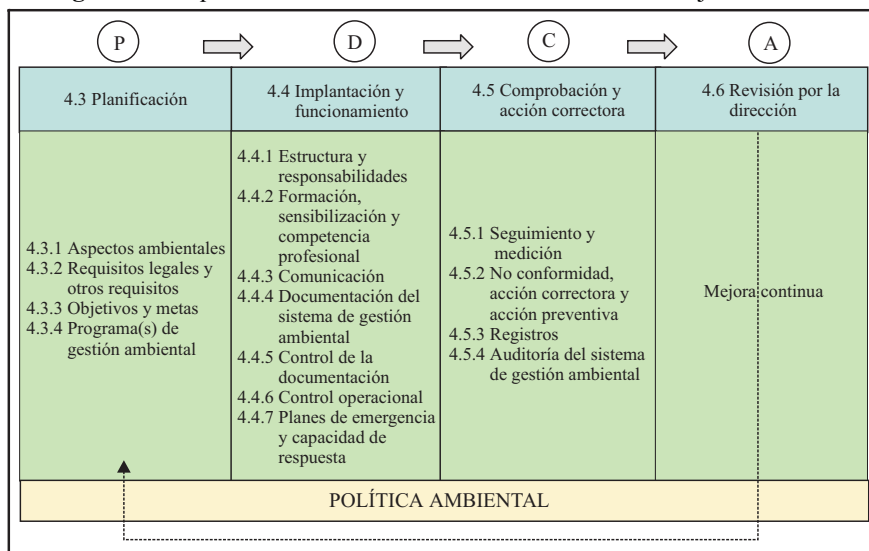 P
D
C
A
4.3 Planificación
4.4 Implantación y
funcionamiento
4.5 Comprobación y
acción correctora
4.6 Revisión por la
dirección
4.3.1 Aspectos ambientales
4.3.2 Requisitos legales y
otros requisitos
4.3.3 Objetivos y metas
4.3.4 Programa(s) de
gestión ambiental
4.4.1 Estructura y
responsabilidades
4.4.2 Formación,
sensibilización y
competencia
profesional
4.4.3 Comunicación
4.4.4 Documentación del
sistema de gestión
ambiental
4.4.5 Control de la
documentación
4.4.6 Control operacional
4.4.7 Planes de emergencia
y capacidad de
respuesta
4.5.1 Seguimiento y
medición
4.5.2 No conformidad,
acción correctora y
acción preventiva
4.5.3 Registros
4.5.4 Auditoría del sistema
de gestión ambiental
Mejora continua
POLÍTICA AMBIENTAL